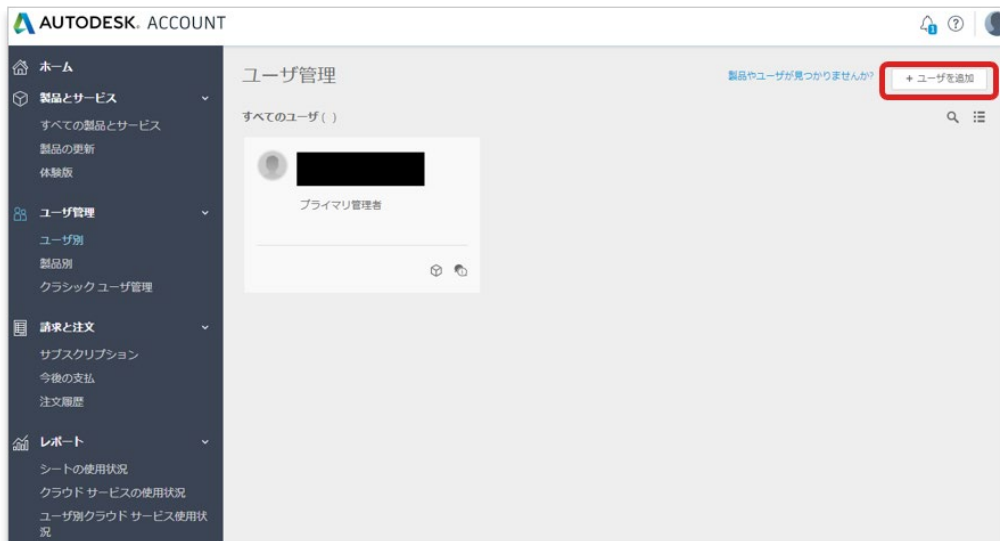 AUTODESK. ACCOUNT
1
?
ホーム
製品とサービス
すべての製品とサービス
製品の更新
体験版
ユーザ管理
ユーザ別
製品別
クラシック ユーザ管理
請求と注文
サブスクリプション
今後の支払
注文履歴
レポート
シートの使用状況
クラウド サービスの使用状況
ユーザ別クラウド サービス使用状
況
ユーザ管理
製品やユーザが見つかりませんか?
+ ユーザを追加
すべてのユーザ ( )
プライマリ管理者